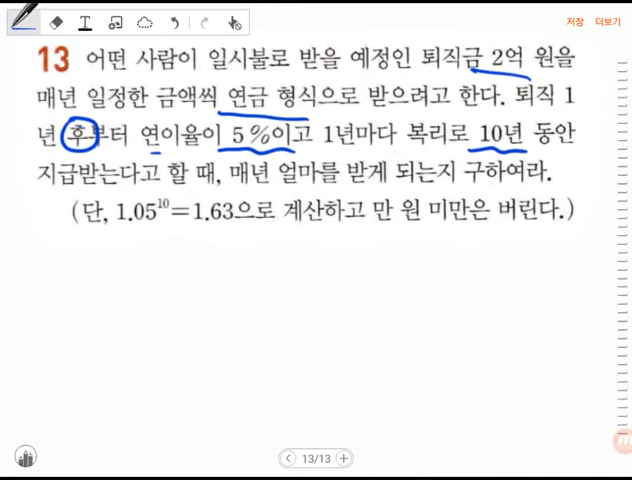 저장 더보기
13 어떤 사람이 일시불로 받을 예정인 퇴직금 2억 원을
매년 일정한 금액씩 연금 형식으로 받으려고 한다. 퇴직 1
년 후부터 연이율이 5%이고 1년마다 복리로 10년 동안
지급받는다고 할 때, 매년 얼마를 받게 되는지 구하여라.
(단, 1.05¹⁰=1.63으로 계산하고 만 원 미만은 버린다.)
13/13